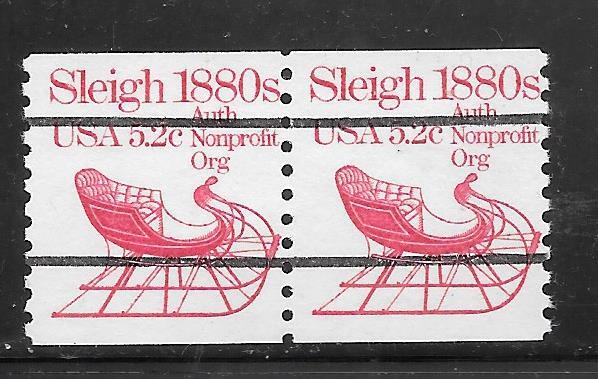 Sleigh 1880s
USA 5.2c Auth
Nonprofit
Org
Sleigh 1880s
USA 5.2c Auth
Nonprofit
Org